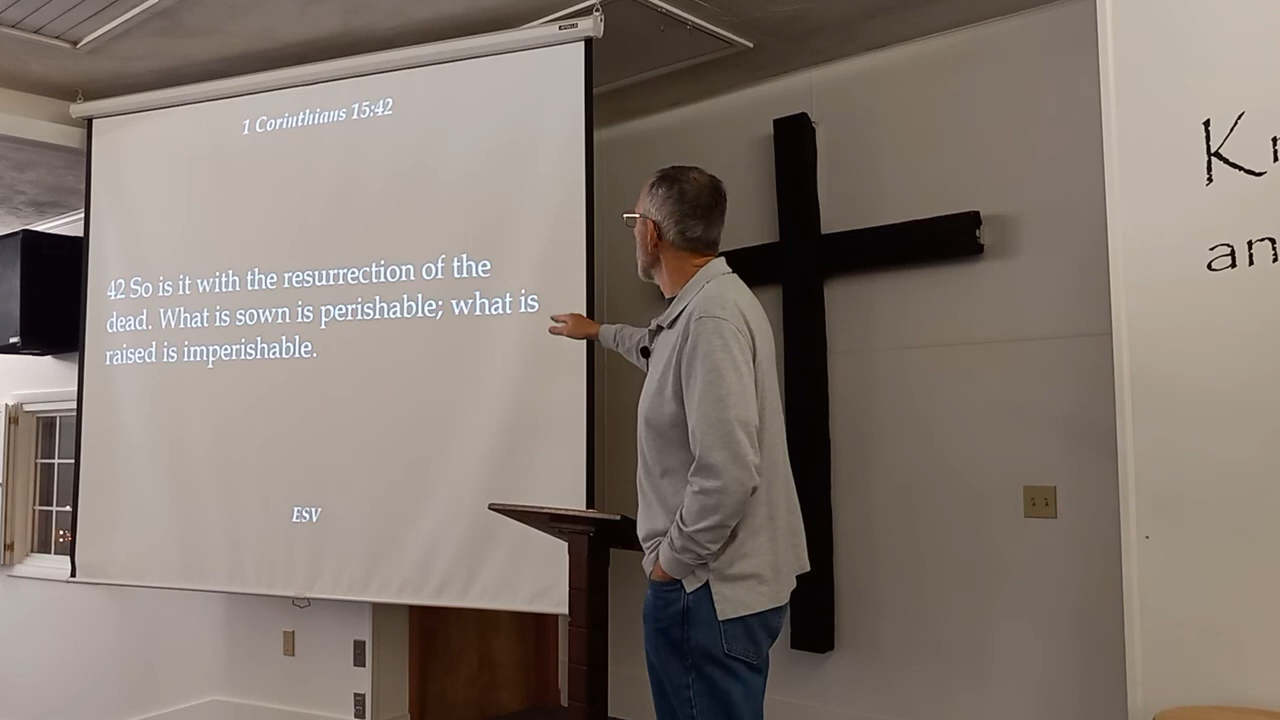 1 Corinthians 15:42
42 So is it with the resurrection of the
dead. What is sown is perishable; what is
raised is imperishable.
ESV